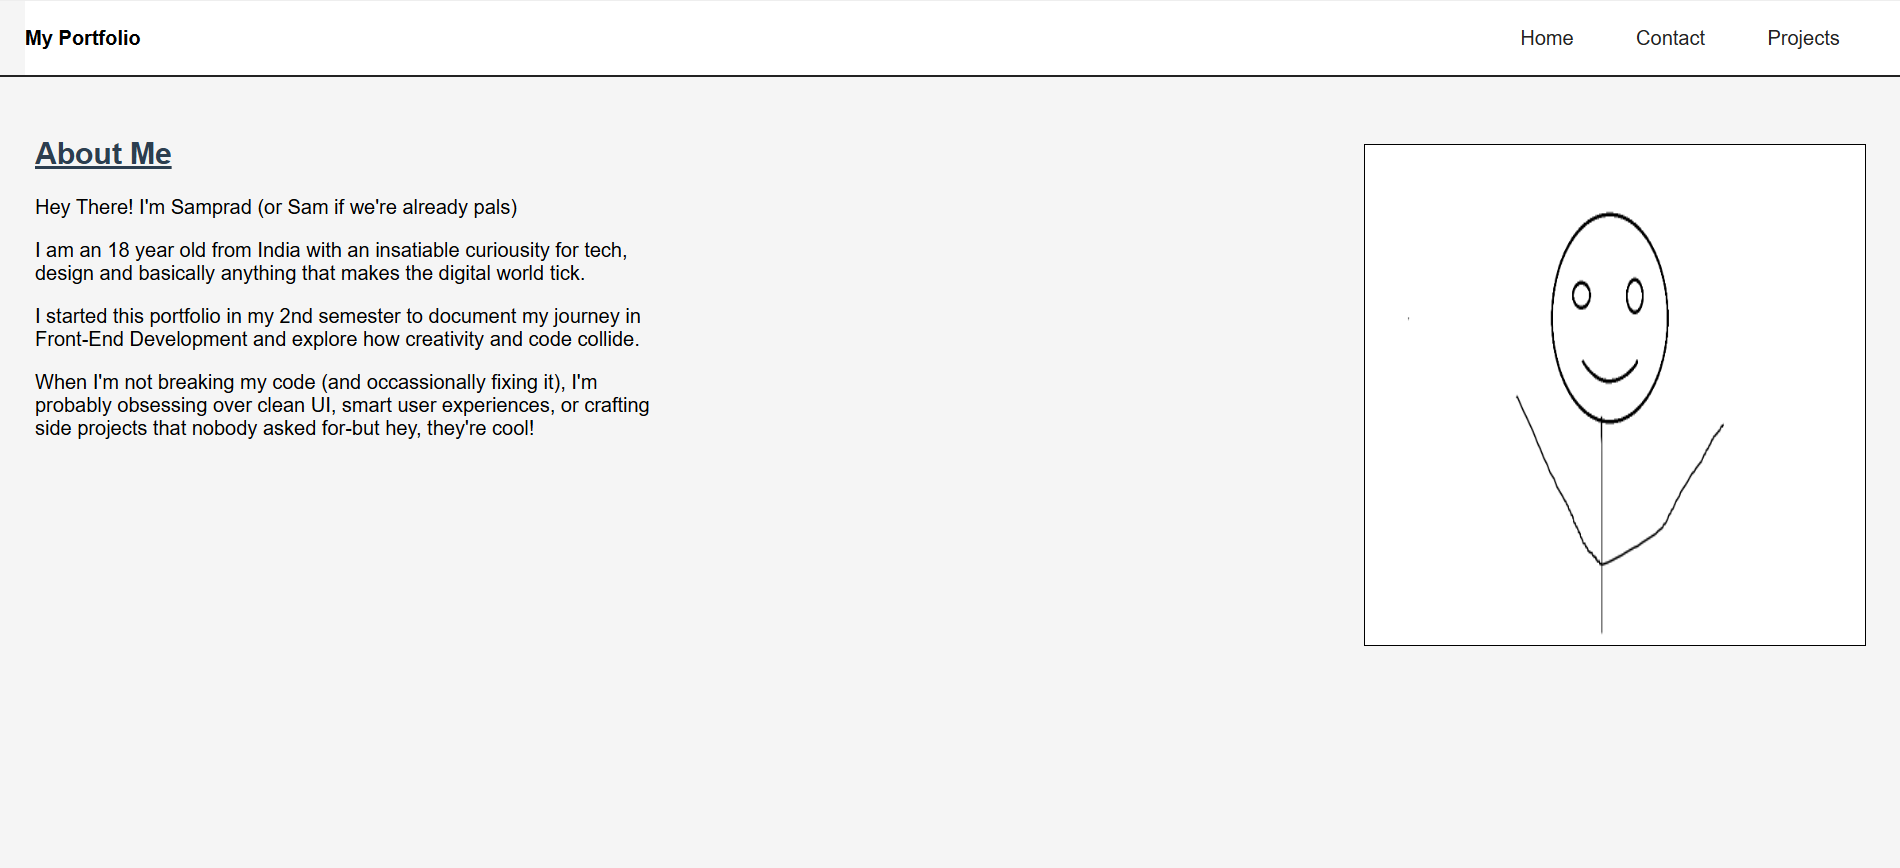 My Portfolio
Home Contact Projects
About Me
Hey There! I'm Samprad (or Sam if we're already pals)
I am an 18 year old from India with an insatiable curiousity for tech,
design and basically anything that makes the digital world tick.
I started this portfolio in my 2nd semester to document my journey in
Front-End Development and explore how creativity and code collide.
When I'm not breaking my code (and occassionally fixing it), I'm
probably obsessing over clean UI, smart user experiences, or crafting
side projects that nobody asked for-but hey, they're cool!